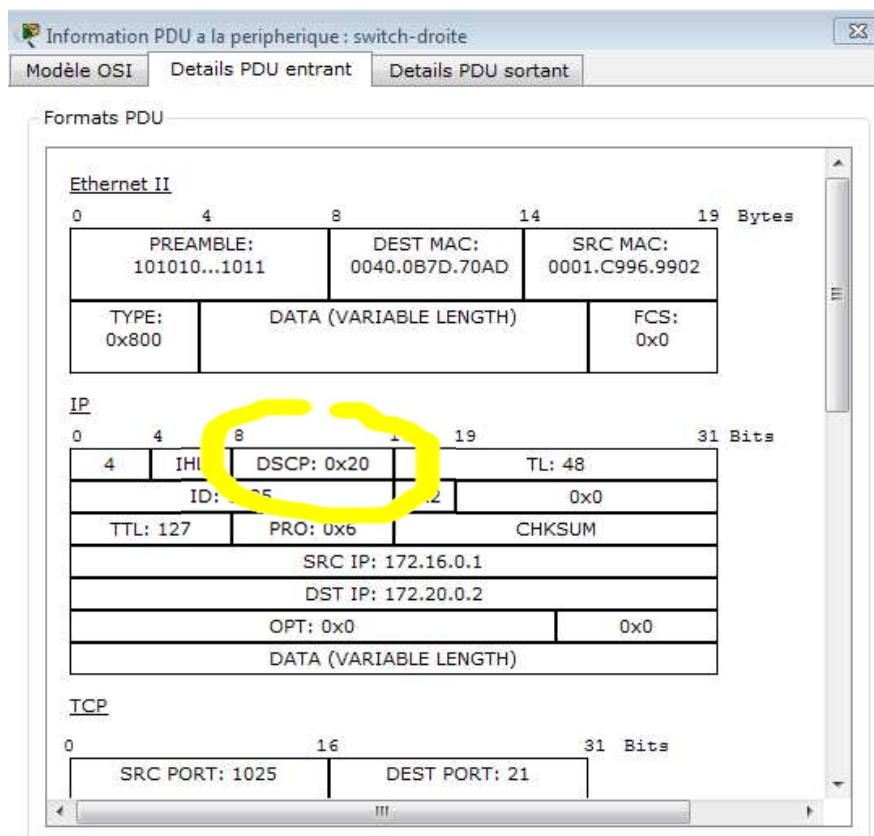 Information PDU a la peripherique : switch-droite
Modèle OSI Details PDU entrant Details PDU sortant
Formats PDU
Ethernet II
0 4 8 14 19 Bytes
PREAMBLE: DEST MAC: SRC MAC:
101010...1011 0040.0B7D.70AD 0001.C996.9902
TYPE: DATA (VARIABLE LENGTH) FCS:
0x800 0x0
IP
0 4 8 19 31 Bits
4 DSCP: 0x20 TL: 48
ID: 0x0
TTL: 127 PRO: 0x6 CHKSUM
SRC IP: 172.16.0.1
DST IP: 172.20.0.2
OPT: 0x0 0x0
DATA (VARIABLE LENGTH)
TCP
0 16 31 Bits
SRC PORT: 1025 DEST PORT: 21